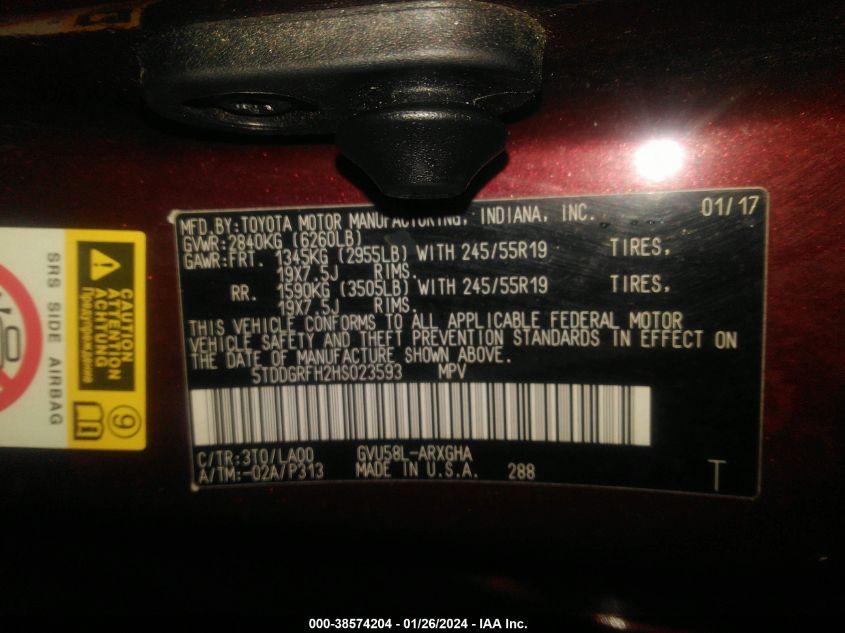 MFD.BY:TOYOTA MOTOR MANUFACTURING, INDIANA, INC. 01/17
GVWR:2840KG (6260LB)
GAWR:FRT. 1345KG (2955LB) WITH 245/55R19 TIRES,
19X7.5J RIMS.
RR. 1590KG (3505LB) WITH 245/55R19 TIRES,
19X7.5J RIMS.
THIS VEHICLE CONFORMS TO ALL APPLICABLE FEDERAL MOTOR
VEHICLE SAFETY AND THEFT PREVENTION STANDARDS IN EFFECT ON
THE DATE OF MANUFACTURE SHOWN ABOVE.
5TDDGRFH2HS023593 MPV
C/TR:3T0/LA00 GVU58L-ARXGHA
A/TM:-02A/P313 MADE IN U.S.A. 288 T
SRS SIDE AIRBAG
CAUTION
ATTENTION
ACHTUNG
Предупреждение
9
000-38574204 - 01/26/2024 - IAA Inc.